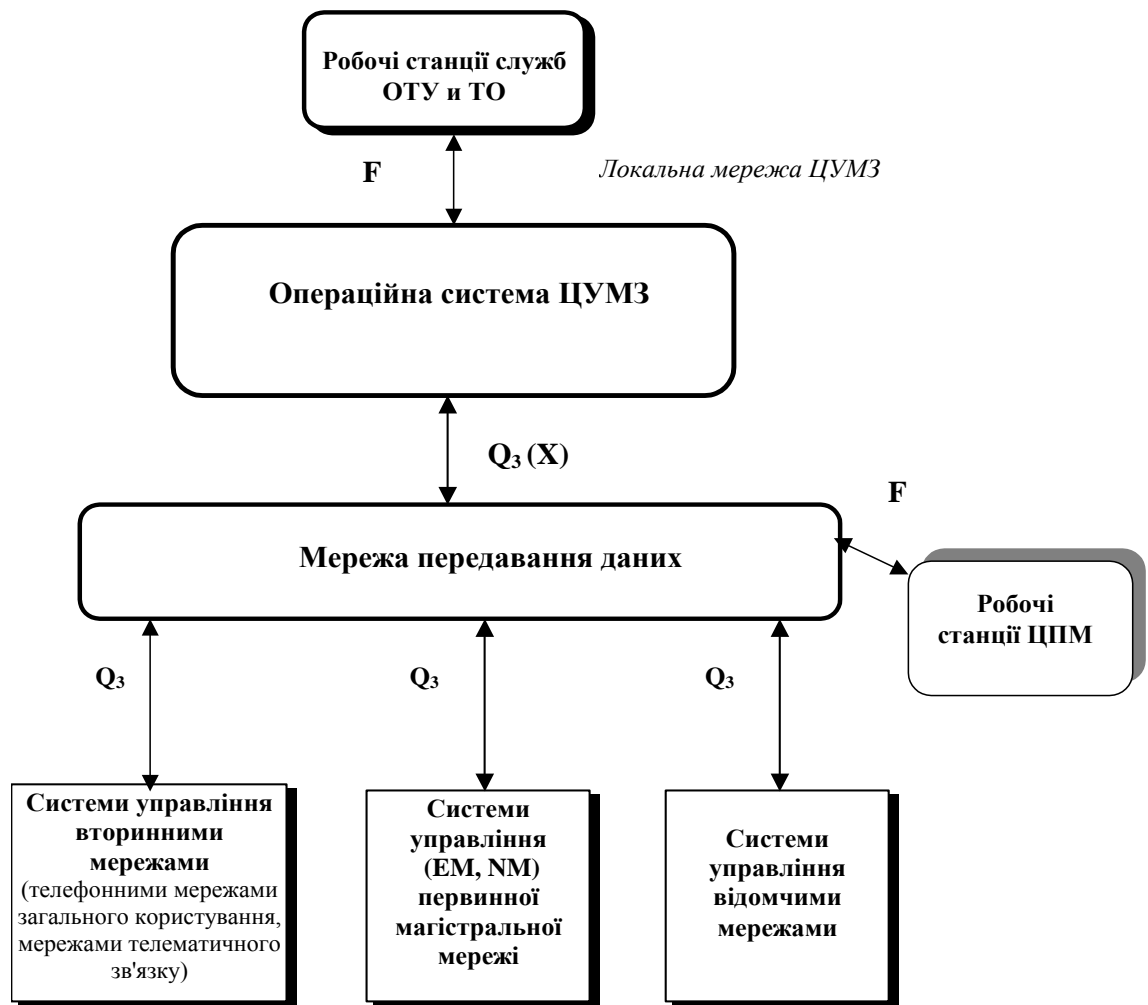 Робочі станції служб
ОТУ и ТО
F
Локальна мережа ЦУМЗ
Операційна система ЦУМЗ
Q₃ (X)
F
Мережа передавання даних
Робочі
станції ЦПМ
Q₃
Q₃
Q₃
Системи управління
вторинними
мережами
(телефонними мережами
загального користування,
мережами телематичного
зв'язку)
Системи
управління
(EM, NM)
первинної
магістральної
мережі
Системи
управління
відомчими
мережами